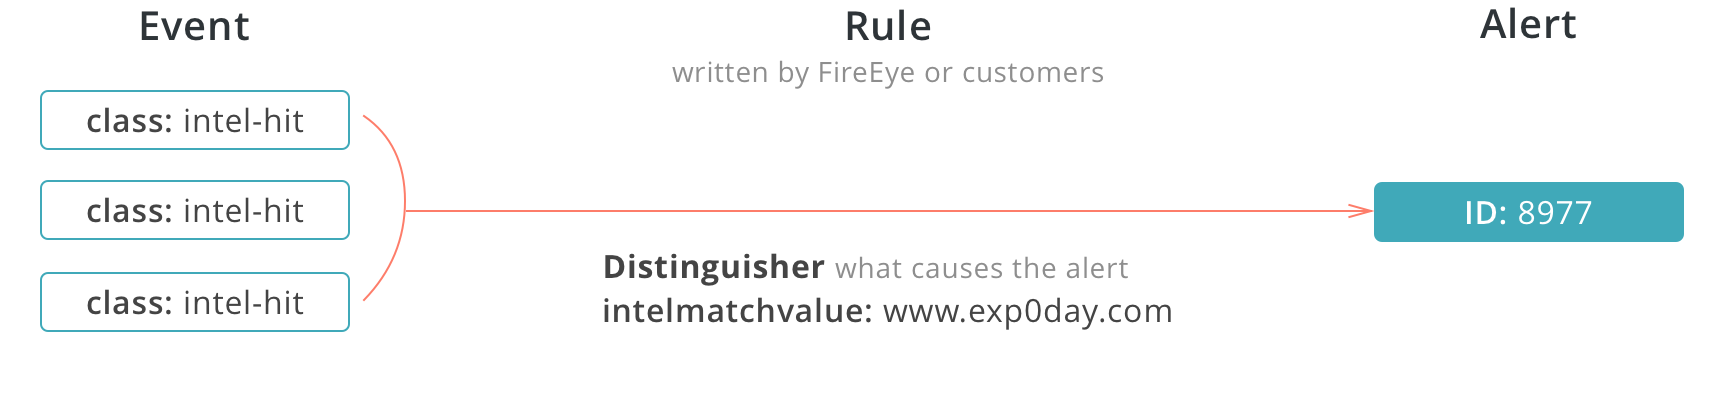 Event
Rule
Alert
written by FireEye or customers
class: intel-hit
class: intel-hit
class: intel-hit
ID: 8977
Distinguisher what causes the alert
intelmatchvalue: www.exp0day.com